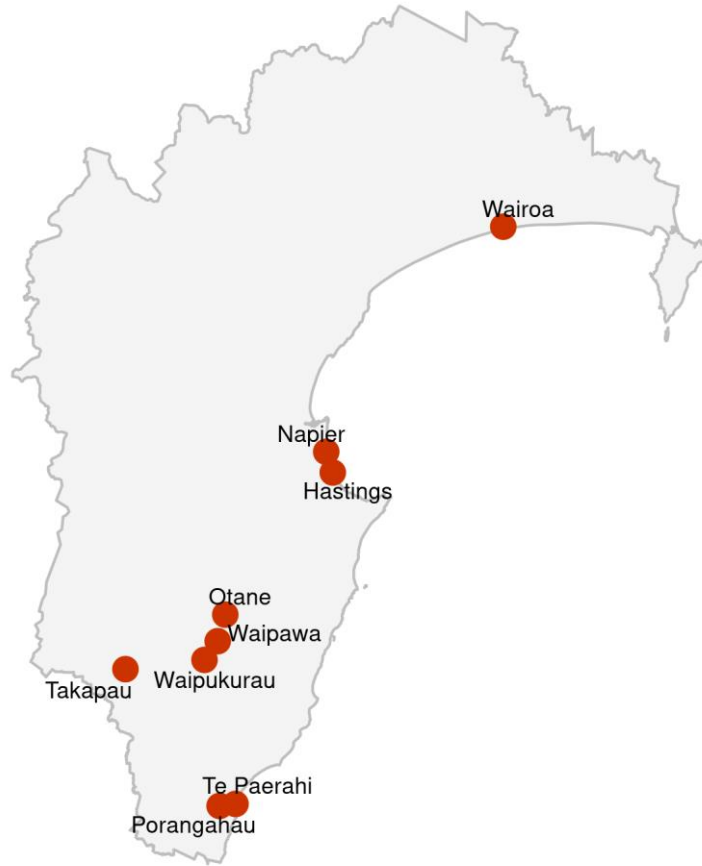 Wairoa
Napier
Hastings
Otane
Waipawa
Waipukurau
Takapau
Te Paerahi
Porangahau